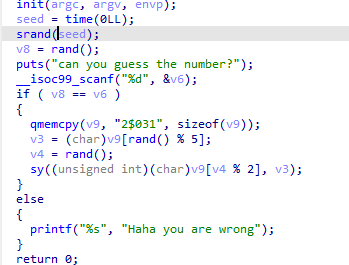 init(argc, argv, envp);
seed = time(0LL);
srand(seed);
v8 = rand();
puts("can you guess the number?");
__isoc99_scanf("%d", &v6);
if ( v8 == v6 )
{
qmemcpy(v9, "2$031", sizeof(v9));
v3 = (char)v9[rand() % 5];
v4 = rand();
sy((unsigned int)(char)v9[v4 % 2], v3);
}
else
{
printf("%s", "Haha you are wrong");
}
return 0;